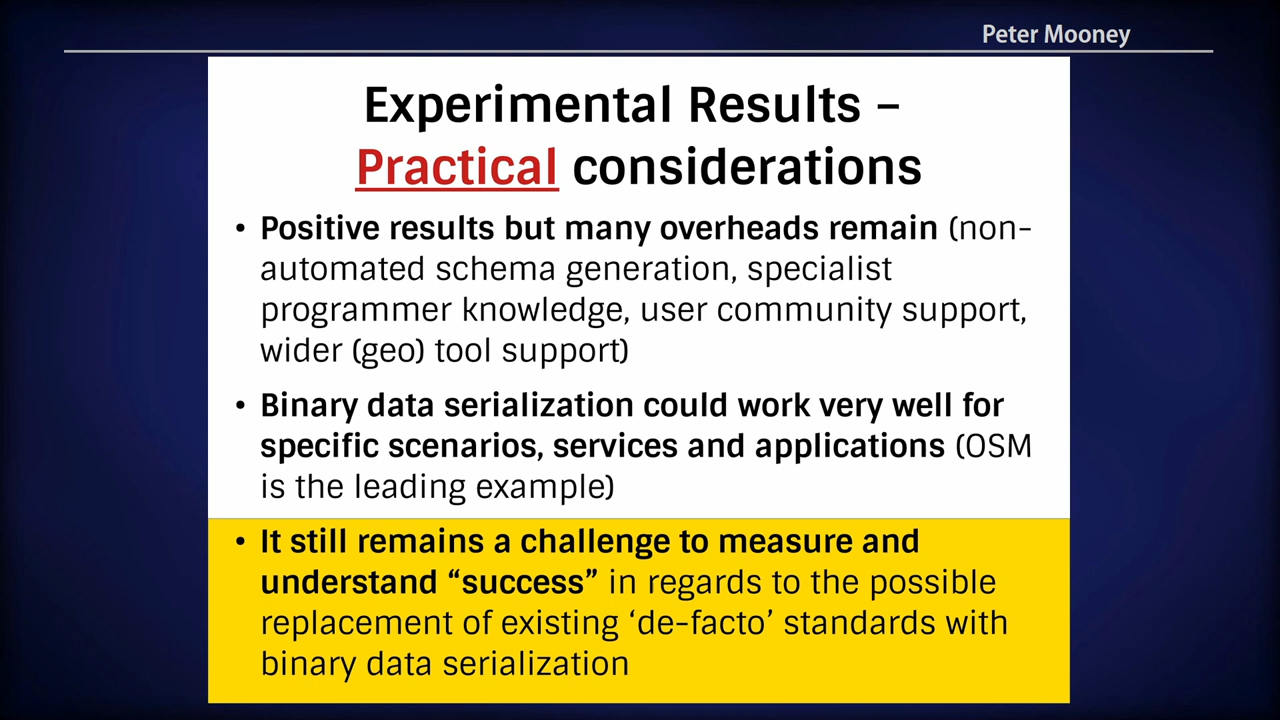 Peter Mooney
Experimental Results –
Practical considerations
• Positive results but many overheads remain (non-
automated schema generation, specialist
programmer knowledge, user community support,
wider (geo) tool support)
• Binary data serialization could work very well for
specific scenarios, services and applications (OSM
is the leading example)
• It still remains a challenge to measure and
understand “success” in regards to the possible
replacement of existing ‘de-facto’ standards with
binary data serialization